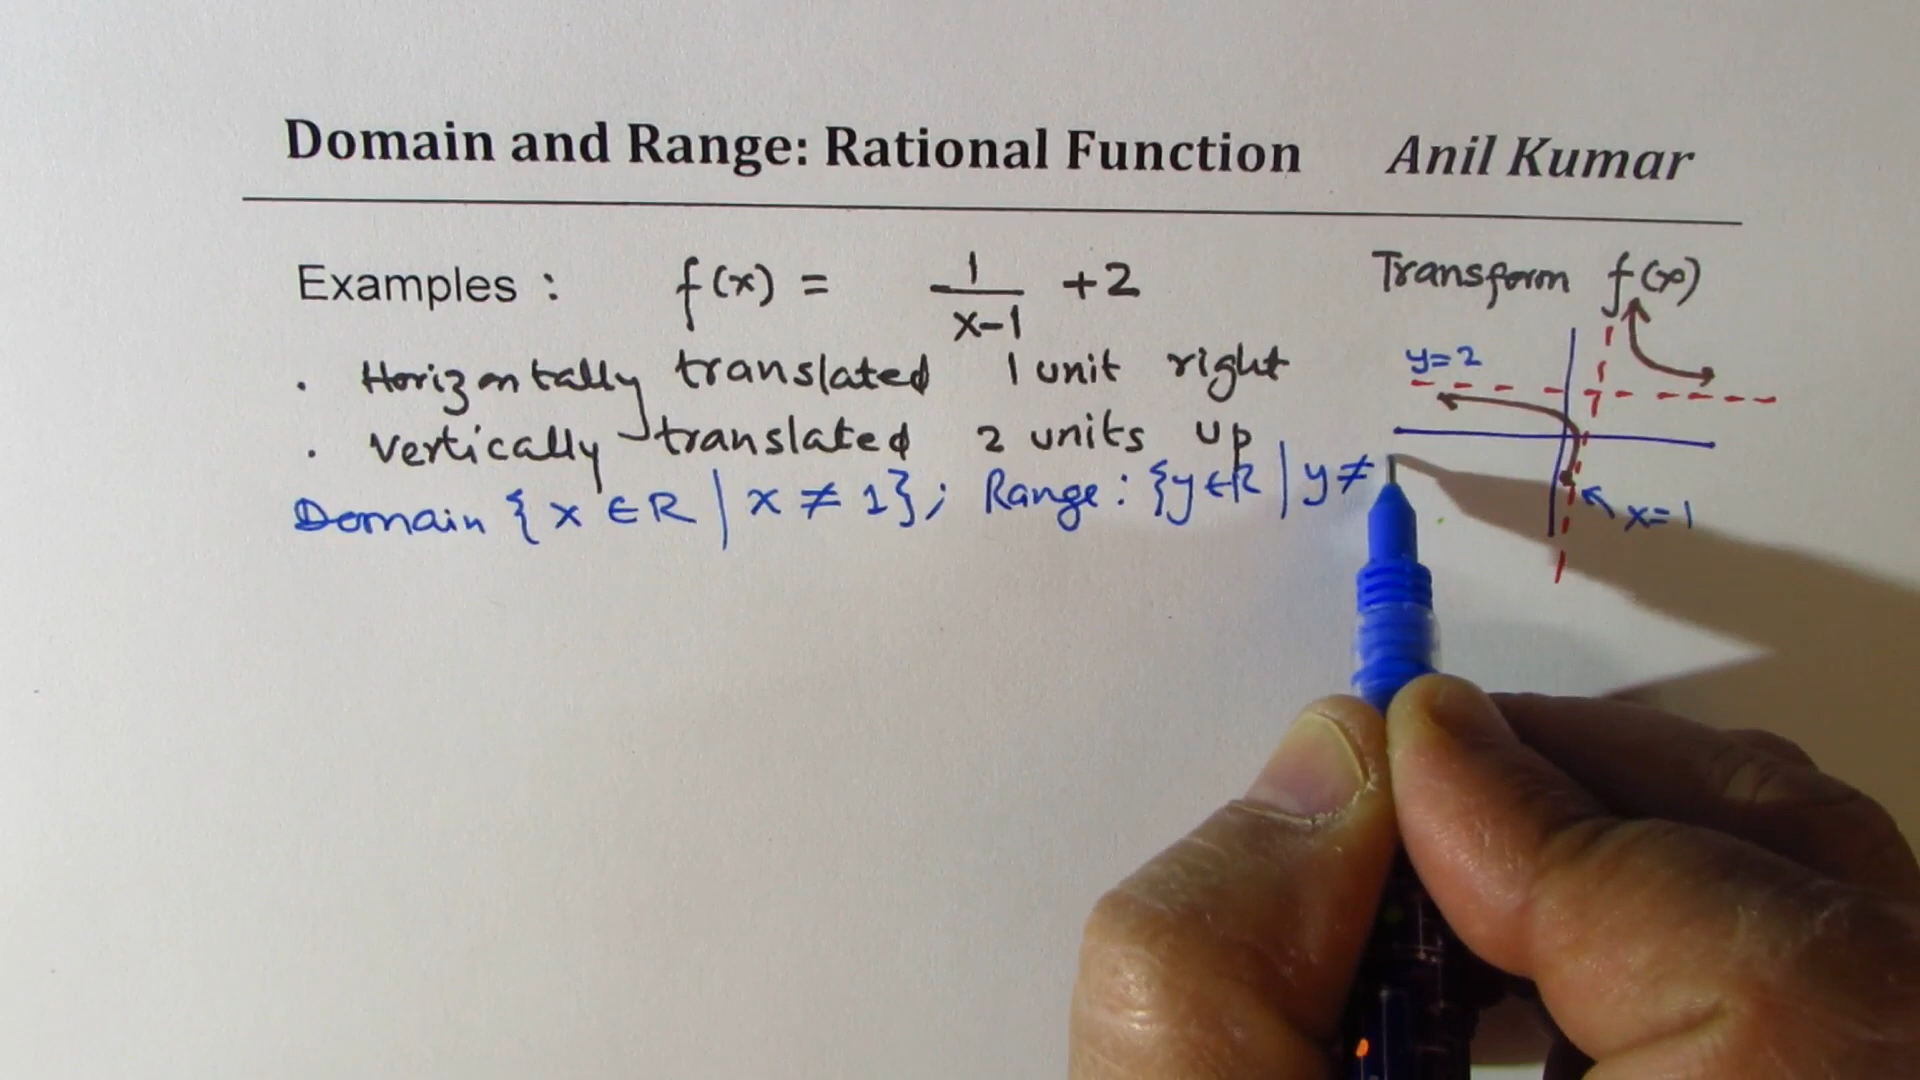 Domain and Range: Rational Function Anil Kumar
Examples : f(x) = 1/(x-1) +2
Transform f(x)
. Horizontally translated 1 unit right
. Vertically translated 2 units up
Domain {x ∈ R | x ≠ 1}; Range: {y ∈ R | y ≠
y=2
x=1